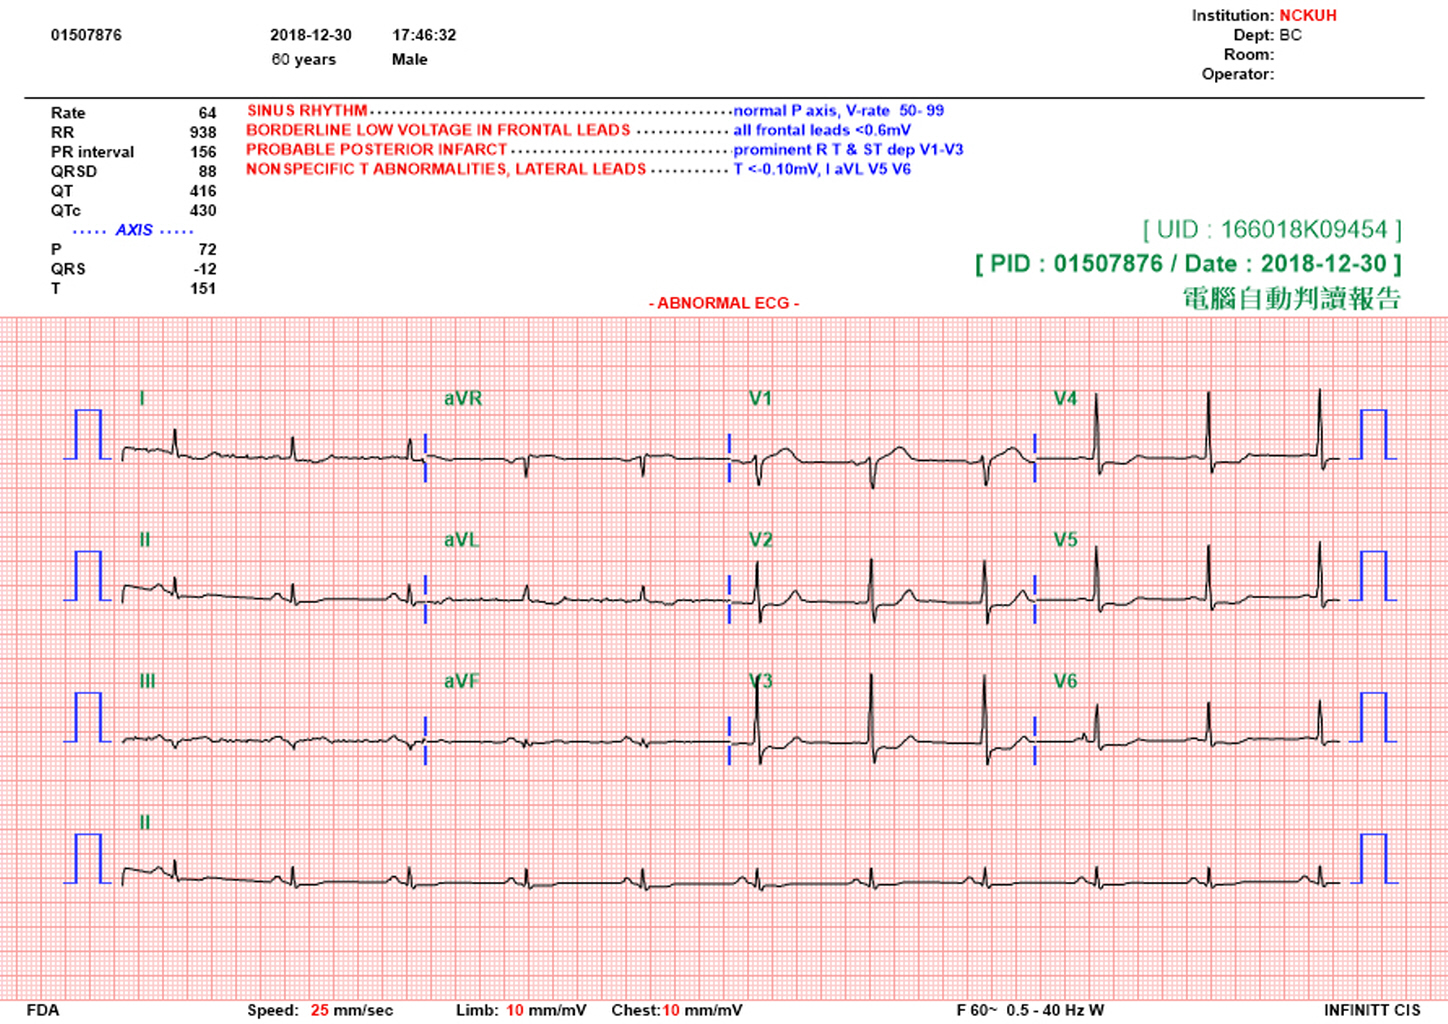 Institution: NCKUH
01507876 2018-12-30 17:46:32 Dept: BC
60 years Male Room:
Operator:
Rate 64 SINUS RHYTHM normal P axis, V-rate 50- 99
RR 938 BORDERLINE LOW VOLTAGE IN FRONTAL LEADS all frontal leads <0.6mV
PR interval 156 PROBABLE POSTERIOR INFARCT prominent R T & ST dep V1-V3
QRSD 88 NONSPECIFIC T ABNORMALITIES, LATERAL LEADS T <-0.10mV, I aVL V5 V6
QT 416
QTc 430
····· AXIS ·····
P 72
QRS -12
T 151
[ UID : 166018K09454 ]
[ PID : 01507876 / Date : 2018-12-30 ]
電腦自動判讀報告
- ABNORMAL ECG -
I aVR V1 V4
II aVL V2 V5
III aVF V3 V6
II
FDA Speed: 25 mm/sec Limb: 10 mm/mV Chest:10 mm/mV F 60~ 0.5 - 40 Hz W INFINITT CIS